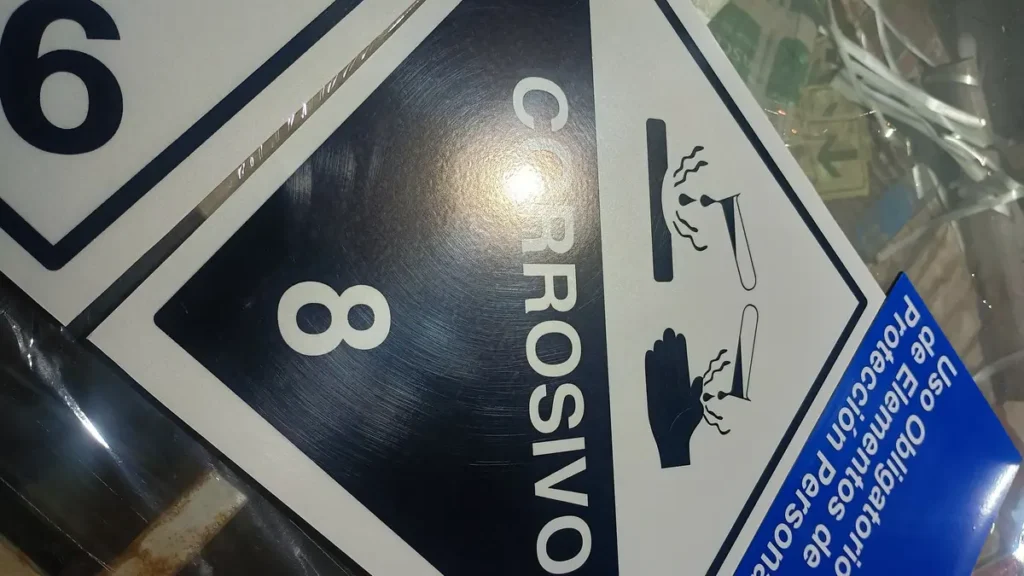 6
CORROSIVO
8
Uso Obligatorio
de Elementos de
Protección Persona